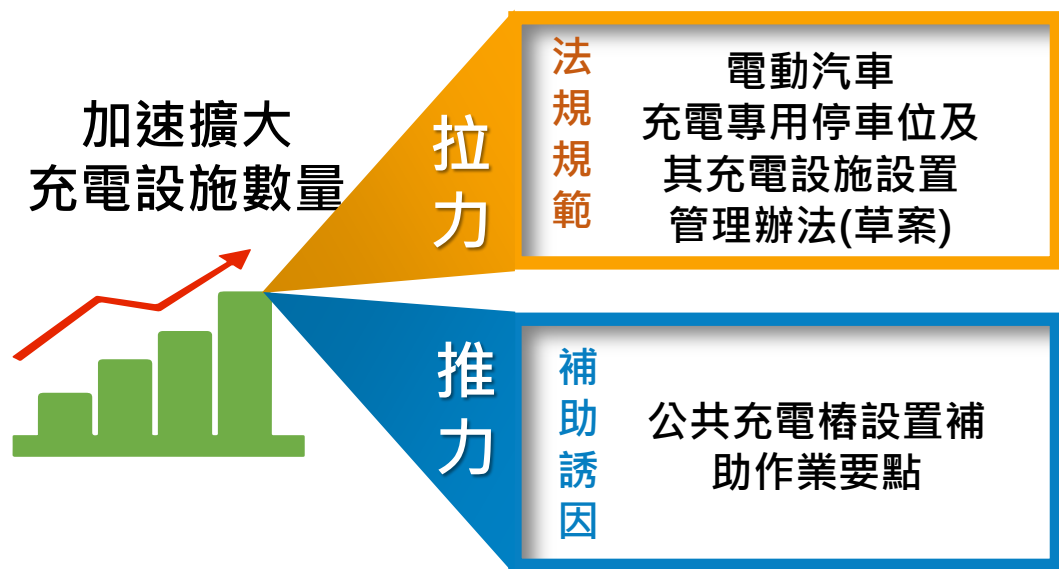 加速擴大
充電設施數量
拉力
法規規範
電動汽車
充電專用停車位及
其充電設施設置
管理辦法(草案)
推力
補助誘因
公共充電樁設置補
助作業要點